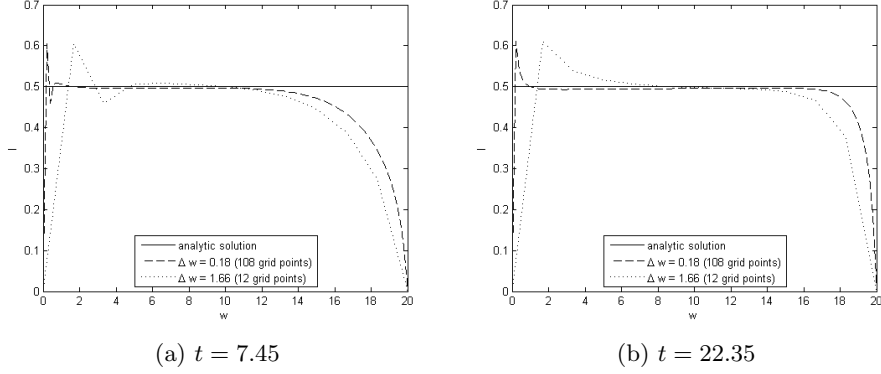 0.7
0.6
0.5
0.4
0.3
0.2
0.1
0
I
0 2 4 6 8 10 12 14 16 18 20
w
analytic solution
Δ w = 0.18 (108 grid points)
Δ w = 1.66 (12 grid points)
(a) t = 7.45
0.7
0.6
0.5
0.4
0.3
0.2
0.1
0
I
0 2 4 6 8 10 12 14 16 18 20
w
analytic solution
Δ w = 0.18 (108 grid points)
Δ w = 1.66 (12 grid points)
(b) t = 22.35